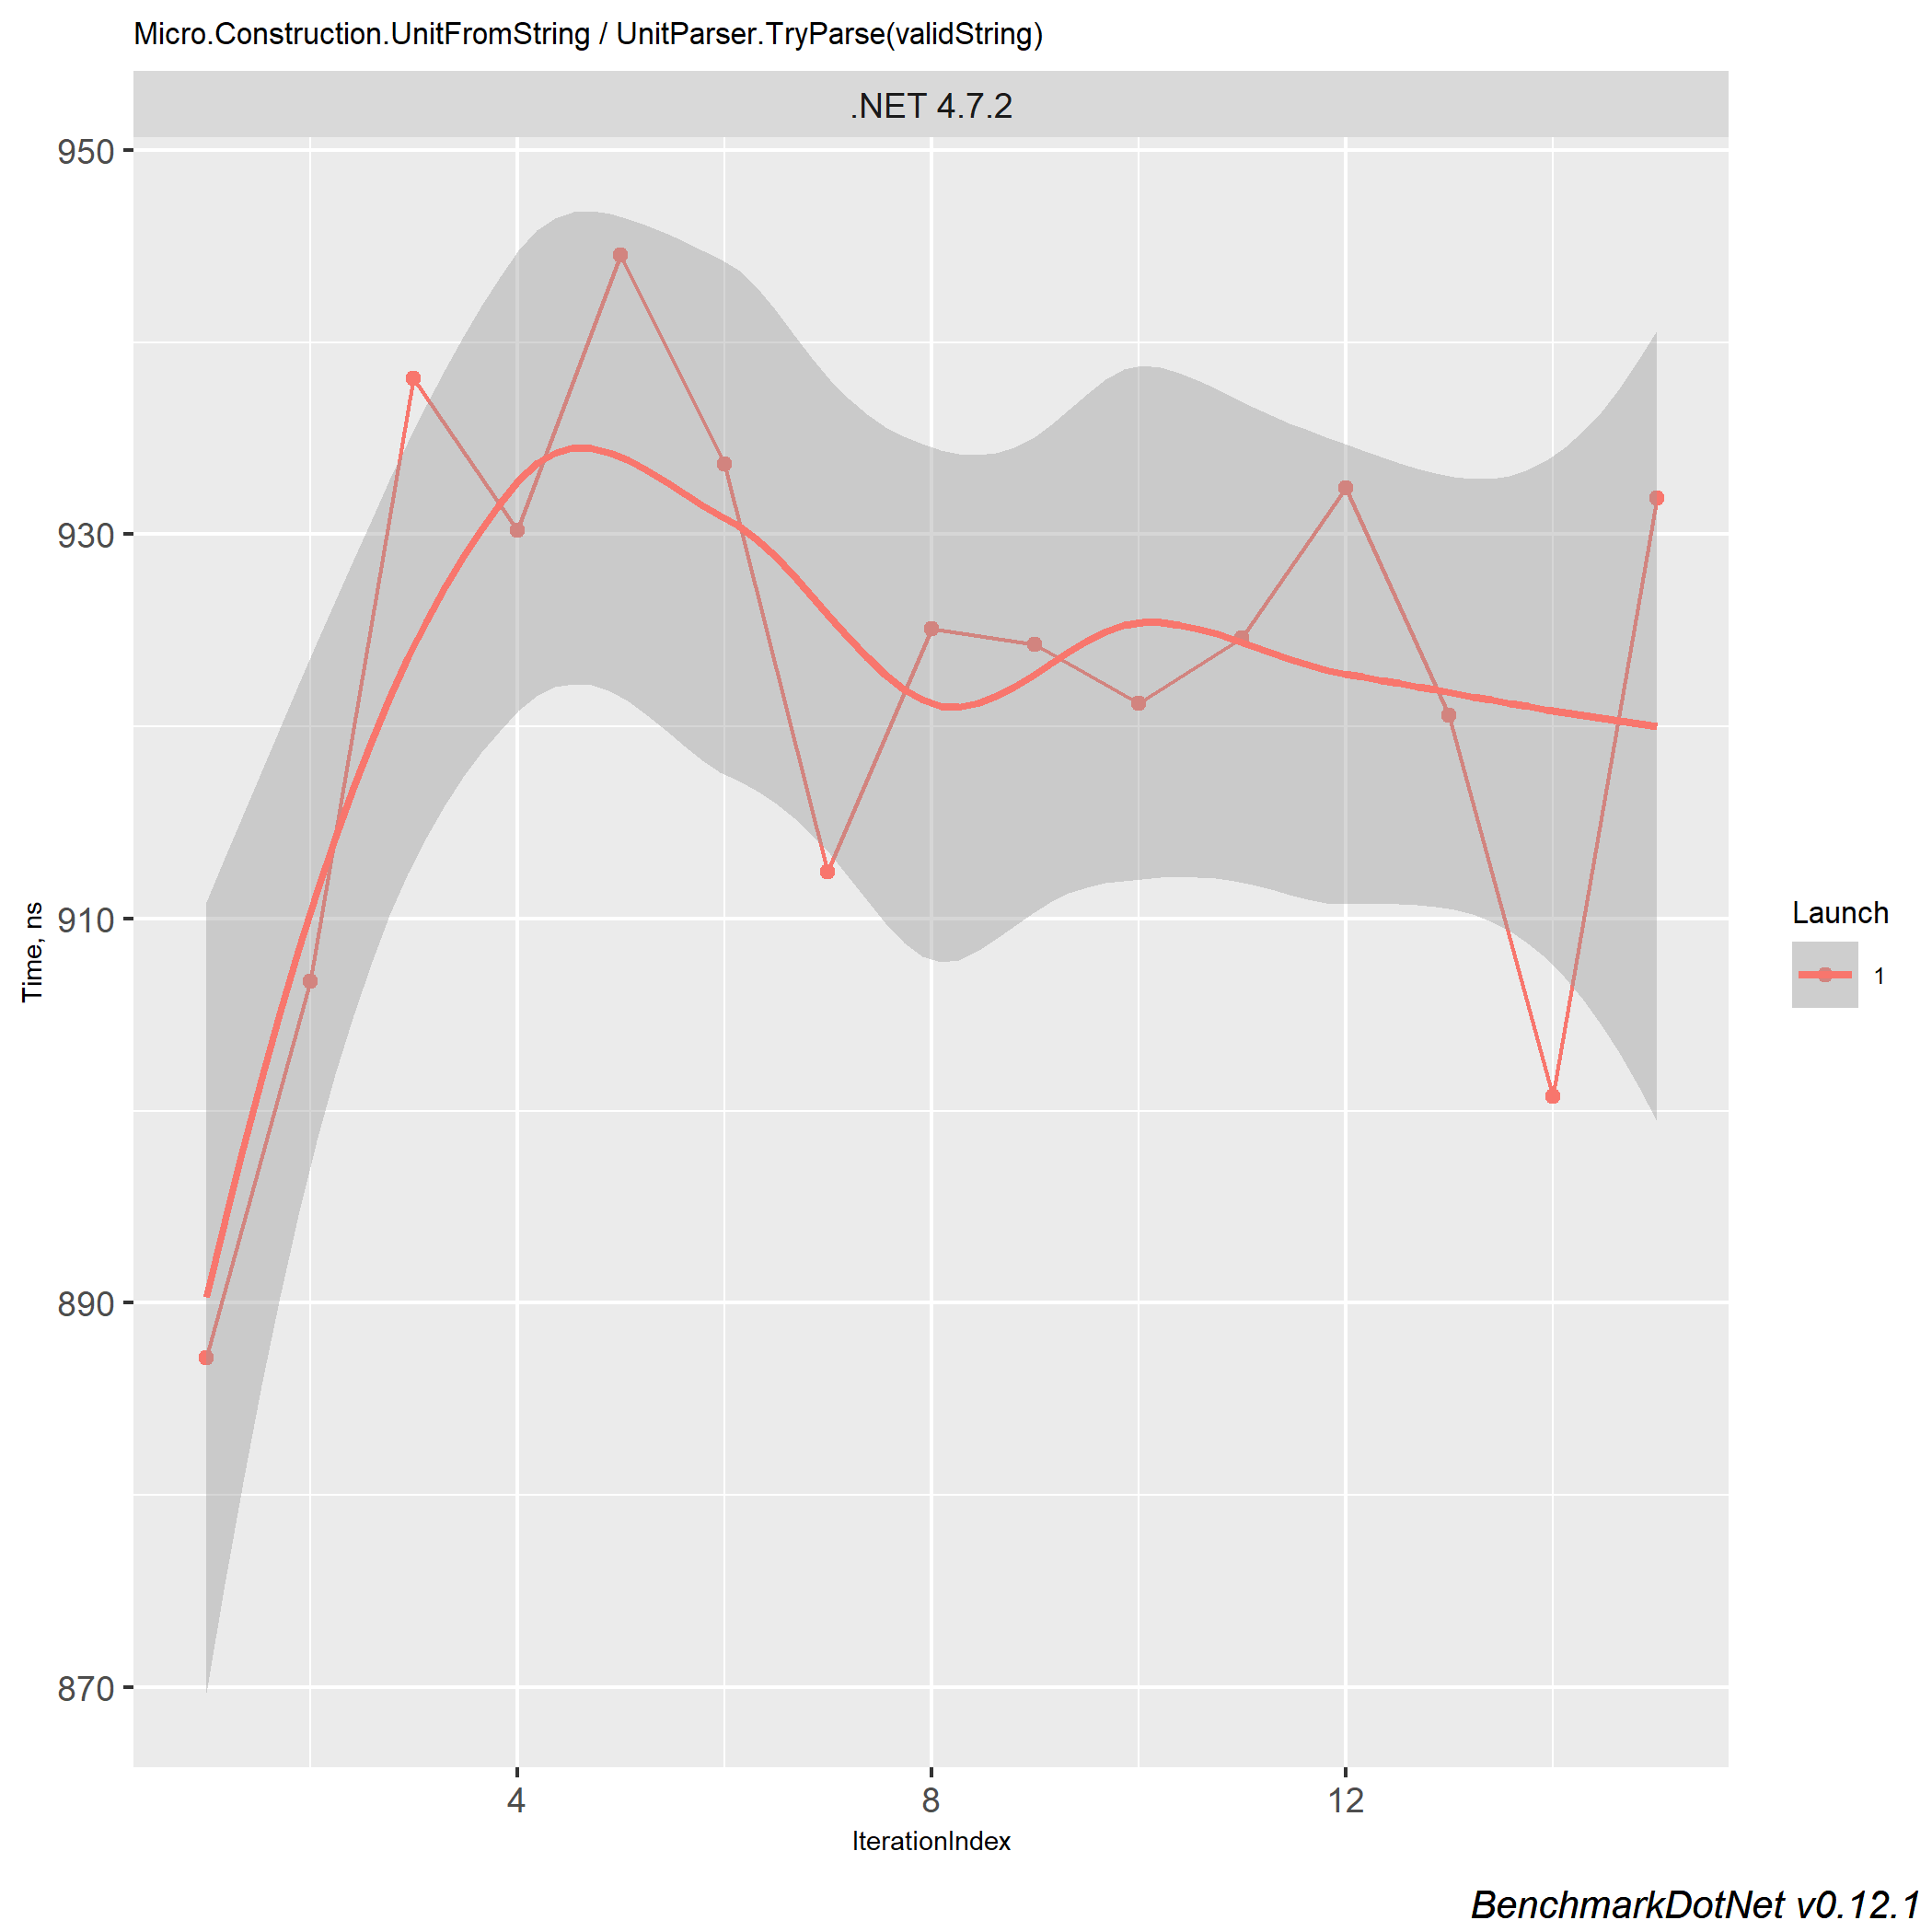 Micro.Construction.UnitFromString / UnitParser.TryParse(validString)
.NET 4.7.2
950
930
910
890
870
Time, ns
4 8 12
IterationIndex
Launch
1
BenchmarkDotNet v0.12.1